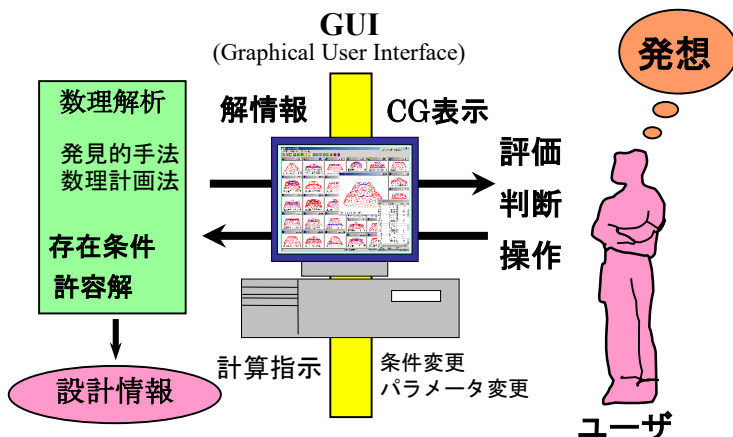 GUI
(Graphical User Interface)
発想
数理解析
発見的手法
数理計画法
存在条件
許容解
設計情報
解情報
CG表示
評価
判断
操作
計算指示
条件変更
パラメータ変更
ユーザ